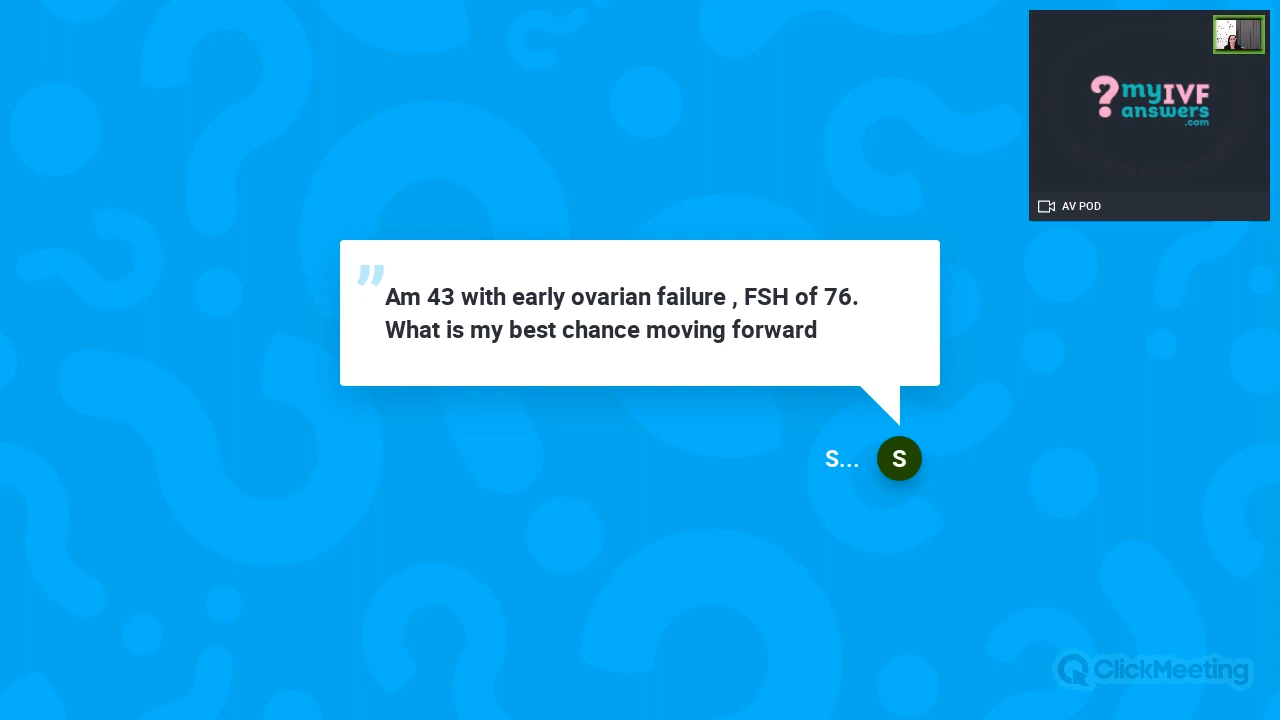 ?myIVF
answers
.com
AV POD
” Am 43 with early ovarian failure , FSH of 76.
What is my best chance moving forward
S... S
ClickMeeting